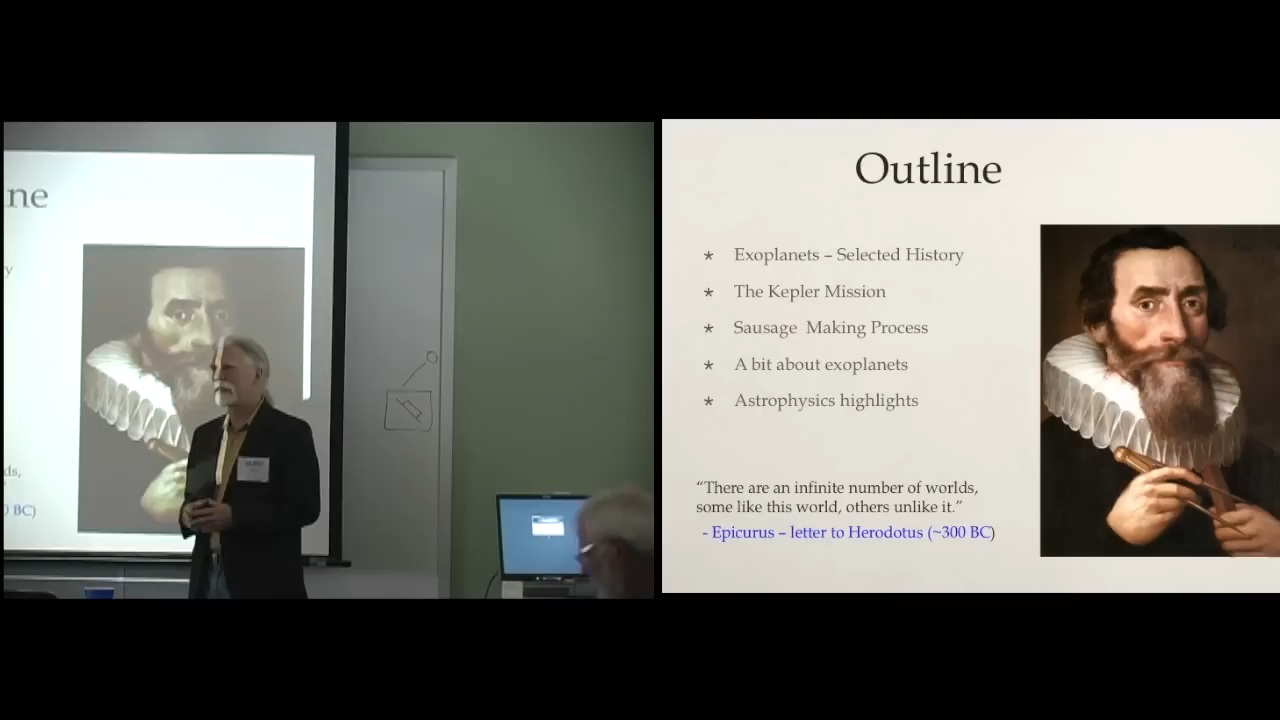 ne
y
ds,
0 BC)
Outline
* Exoplanets – Selected History
* The Kepler Mission
* Sausage Making Process
* A bit about exoplanets
* Astrophysics highlights
“There are an infinite number of worlds,
some like this world, others unlike it.”
- Epicurus – letter to Herodotus (~300 BC)